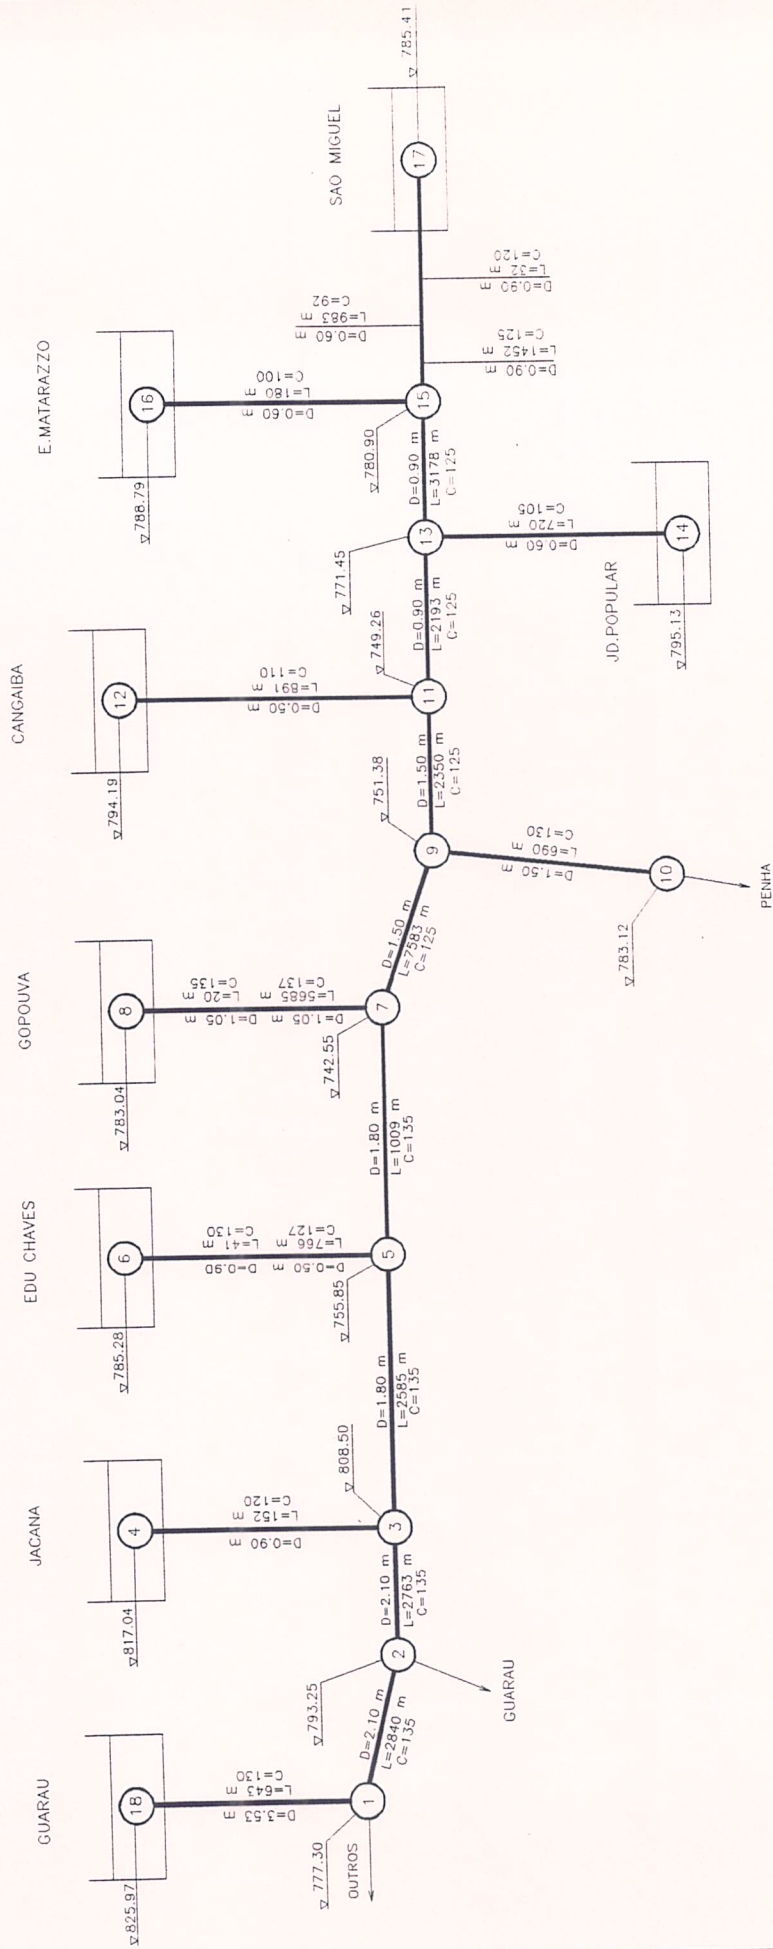 GUARAU
18
825.97
D=3.53 m
L=643 m
C=130
777.30
1
OUTROS
D=2.10 m
L=2840 m
C=135
793.25
2
GUARAU
D=2.10 m
L=2763 m
C=135
JACANA
4
817.04
D=0.90 m
L=152 m
C=120
808.50
3
D=1.80 m
L=2585 m
C=135
EDU CHAVES
6
785.28
D=0.50 m D=0.90
L=766 m L=41 m
C=127 C=130
755.85
5
D=1.80 m
L=1009 m
C=135
GOPOUVA
8
783.04
D=1.05 m D=1.05 m
L=5685 m L=20 m
C=137 C=135
742.55
7
D=1.50 m
L=7583 m
C=125
751.38
9
D=1.50 m
L=690 m
C=130
783.12
10
PENHA
D=1.50 m
L=2350 m
C=125
CANGAIBA
12
794.19
D=0.50 m
L=891 m
C=110
749.26
11
D=0.90 m
L=2193 m
C=125
771.45
13
D=0.60 m
L=720 m
C=105
JD.POPULAR
14
795.13
D=0.90 m
L=3178 m
C=125
E.MATARAZZO
16
788.79
D=0.60 m
L=180 m
C=100
780.90
15
D=0.90 m
L=1452 m
C=125
D=0.60 m
L=983 m
C=92
D=0.90 m
L=32 m
C=120
SAO MIGUEL
17
785.41